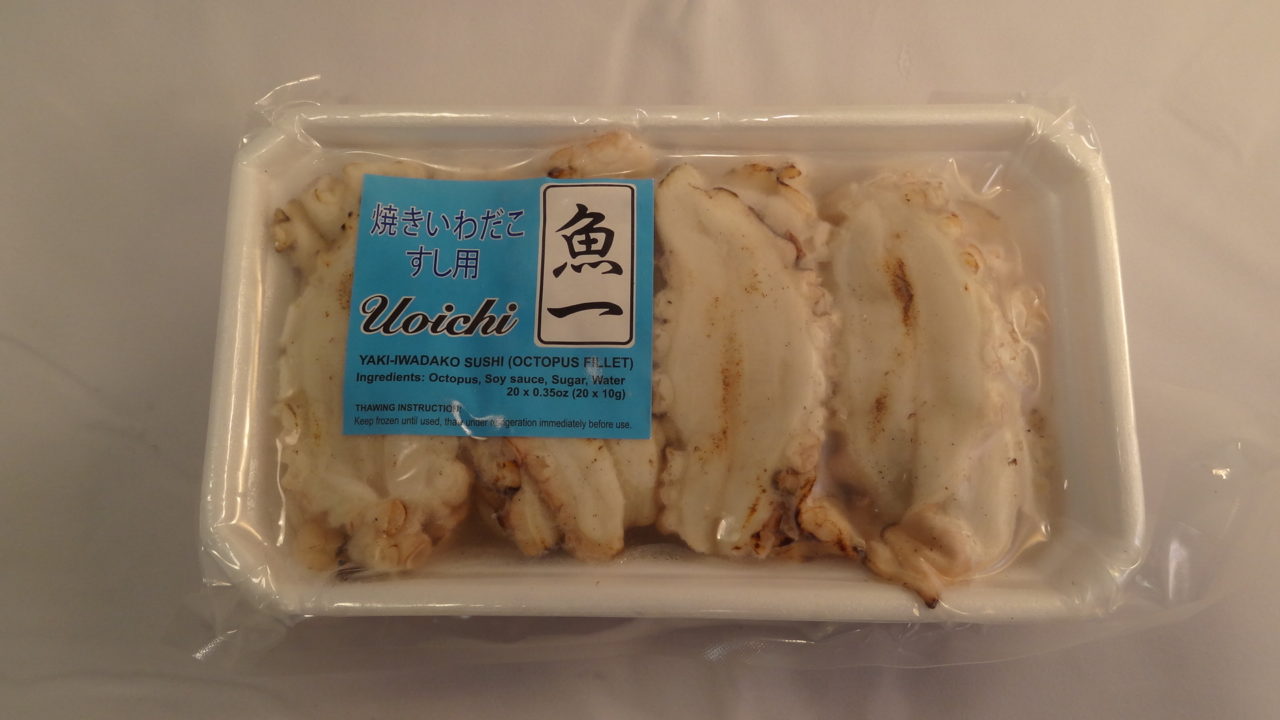 焼きいわだこ
すし用
魚一
Uoichi
YAKI-IWADAKO SUSHI (OCTOPUS FILLET)
Ingredients: Octopus, Soy sauce, Sugar, Water
20 x 0.35oz (20 x 10g)
THAWING INSTRUCTION:
Keep frozen until used, thaw under refrigeration immediately before use.